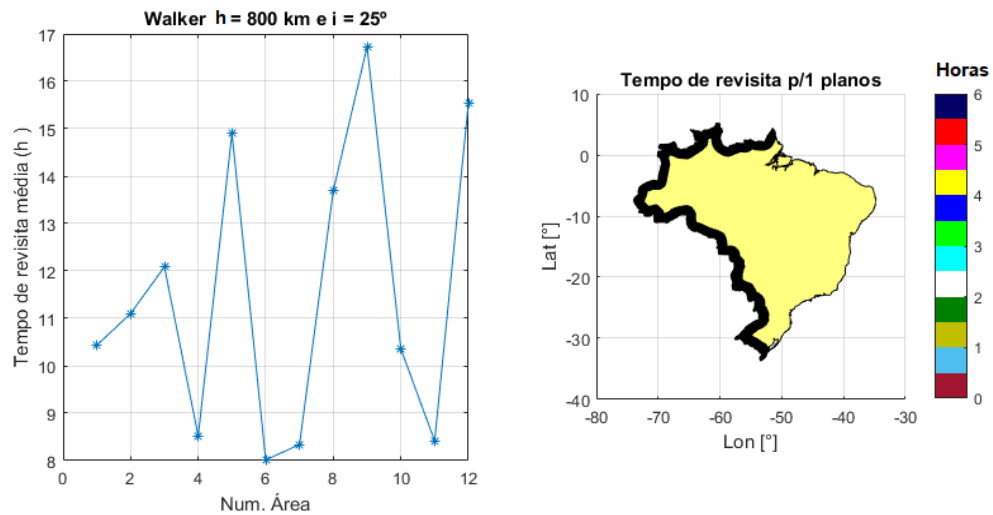 Walker h = 800 km e i = 25º
17
16
15
14
13
12
11
10
9
8
Tempo de revisita média (h )
0 2 4 6 8 10 12
Num. Área
Tempo de revisita p/1 planos
10
0
-10
-20
-30
-40
Lat [°]
-80 -70 -60 -50 -40 -30
Lon [°]
Horas
6
5
4
3
2
1
0